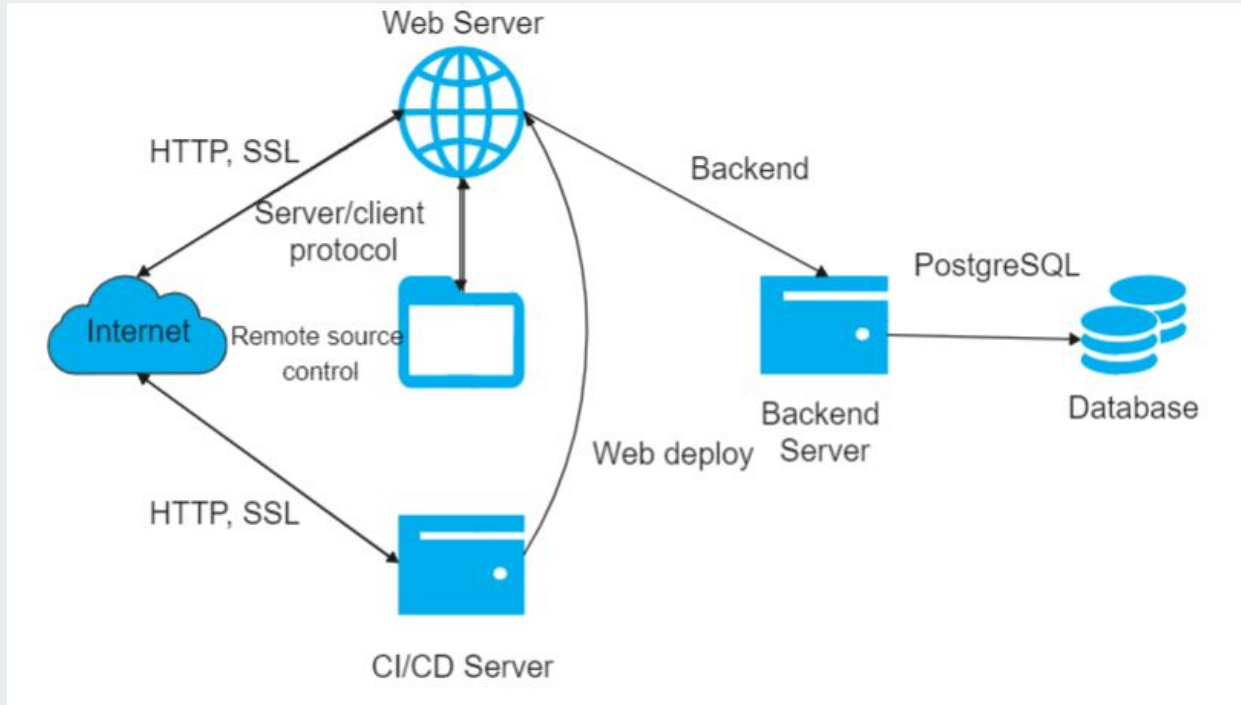 Web Server
HTTP, SSL
Backend
Server/client
protocol
PostgreSQL
Internet
Remote source
control
Database
Backend
Server
Web deploy
HTTP, SSL
CI/CD Server